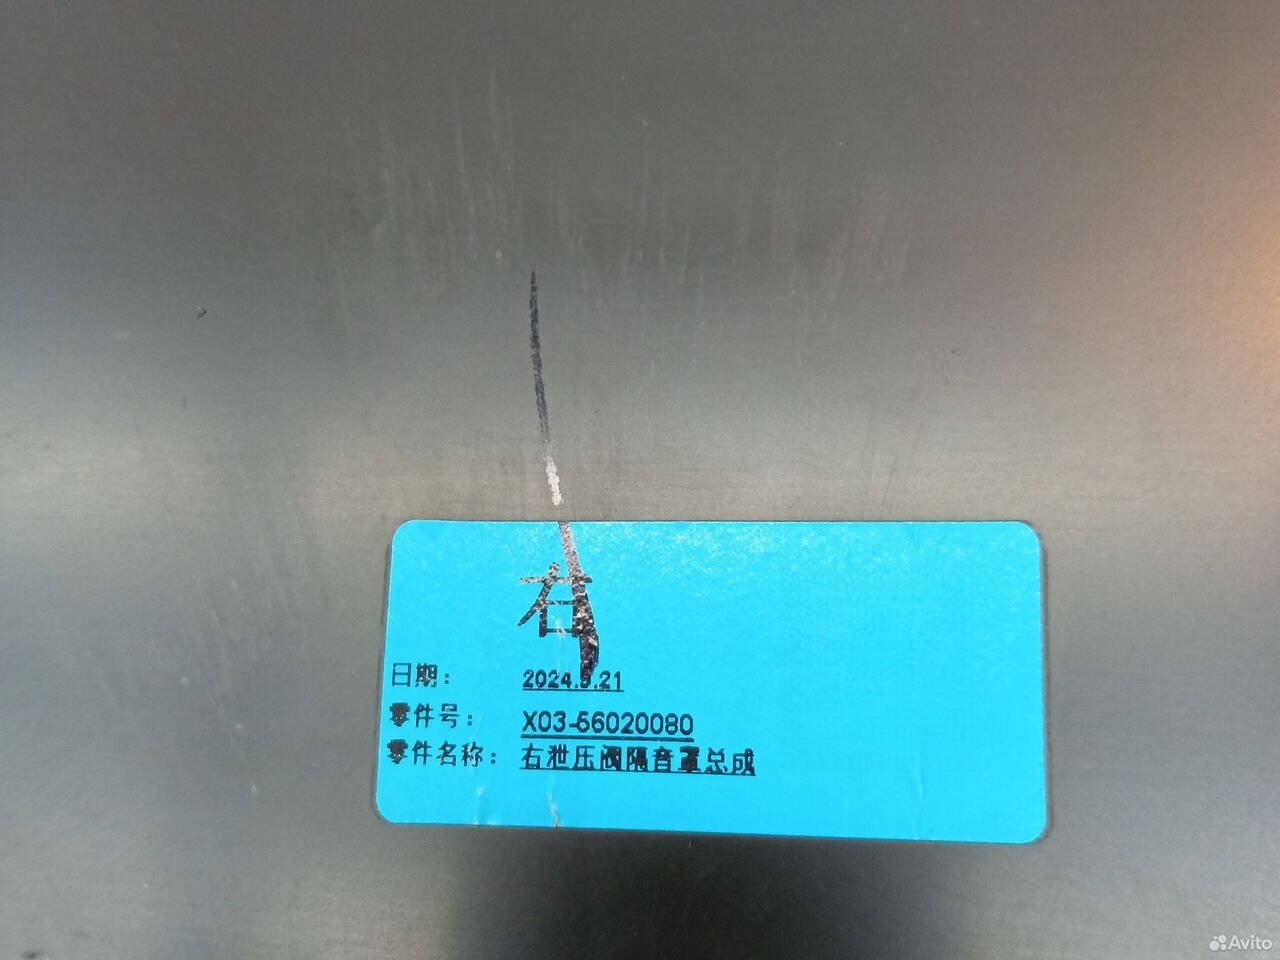 右
日期： 2024.5.21
零件号： X03-56020080
零件名称： 右泄压阀隔音罩总成
Avito